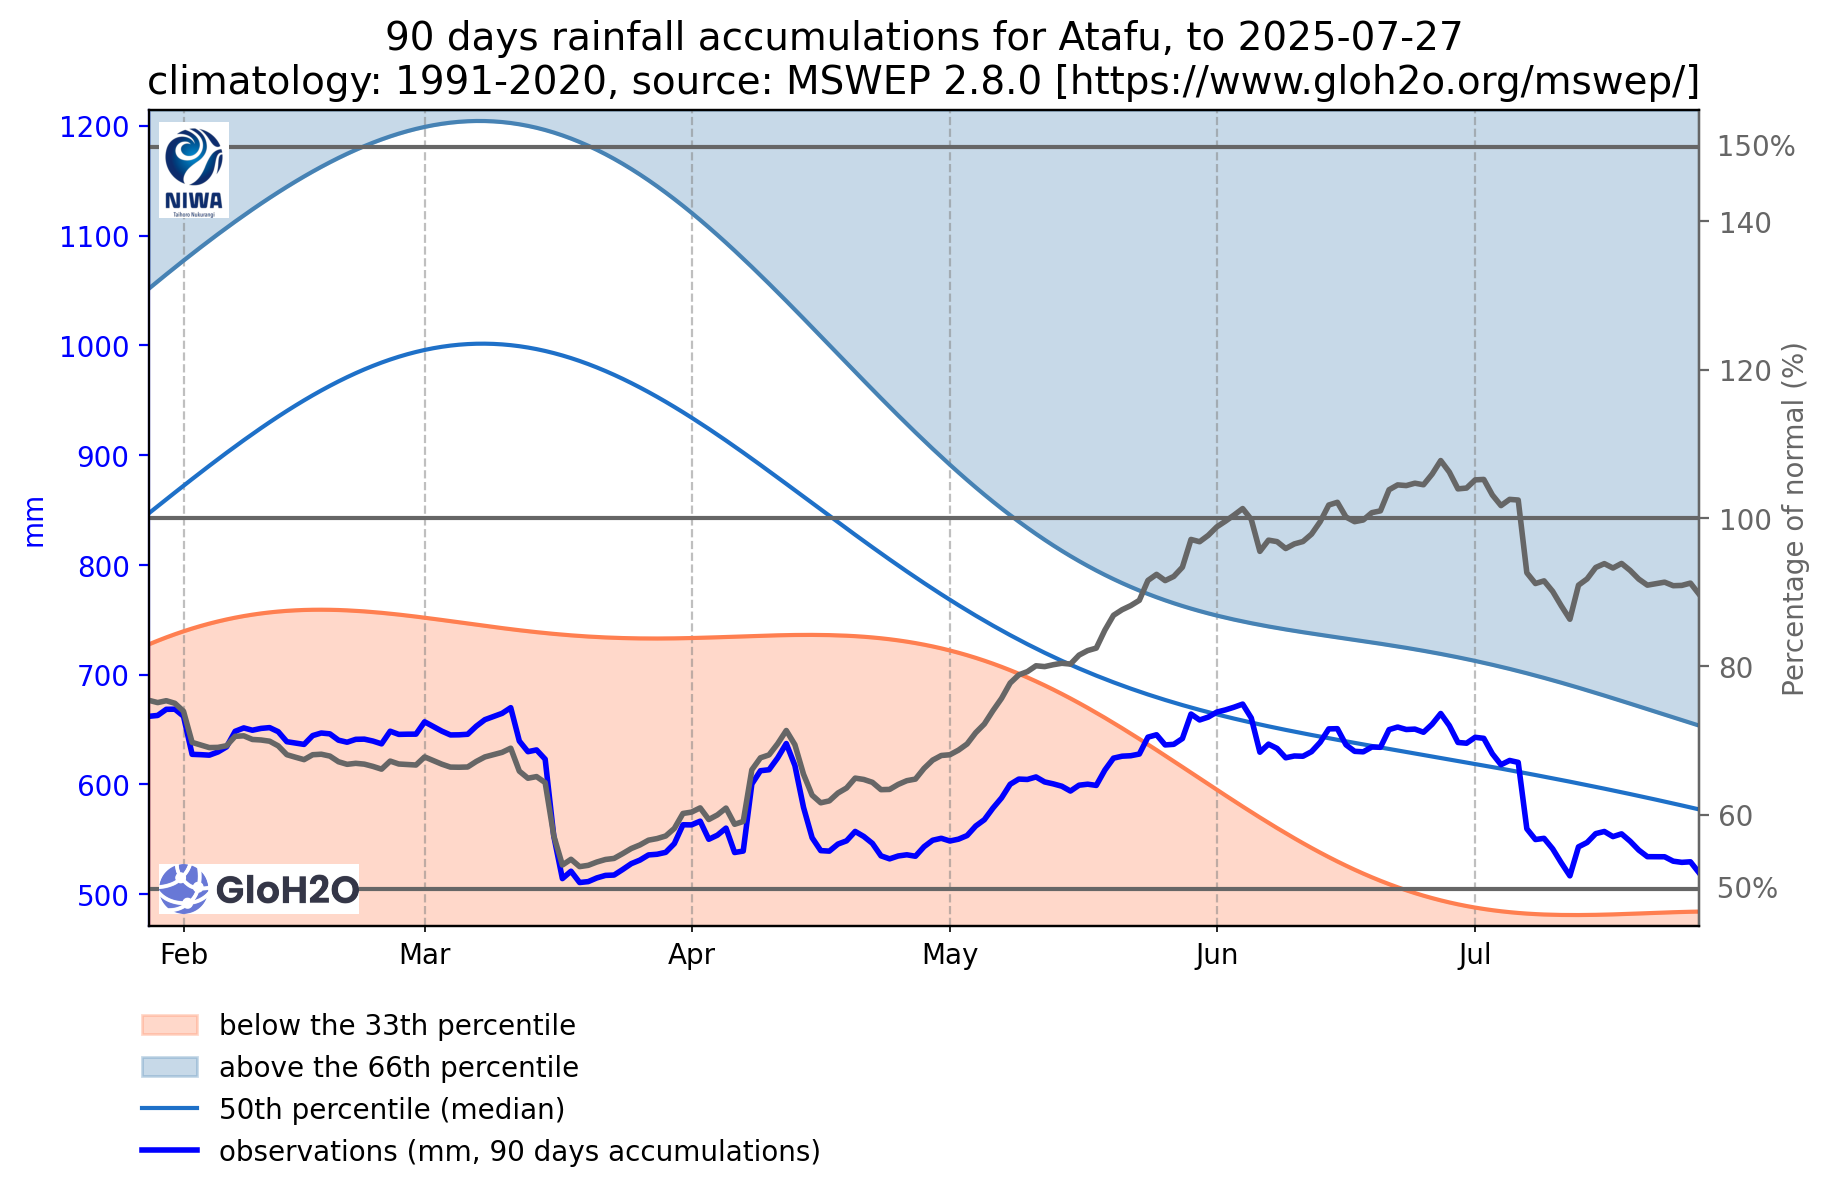 90 days rainfall accumulations for Atafu, to 2025-07-27
climatology: 1991-2020, source: MSWEP 2.8.0 [https://www.gloh2o.org/mswep/]
1200
1100
1000
900
800
700
600
500
mm
NIWA
Taihoro Nukurangi
GloH2O
150%
140
120
100
80
60
50%
Percentage of normal (%)
Feb
Mar
Apr
May
Jun
Jul
below the 33th percentile
above the 66th percentile
50th percentile (median)
observations (mm, 90 days accumulations)